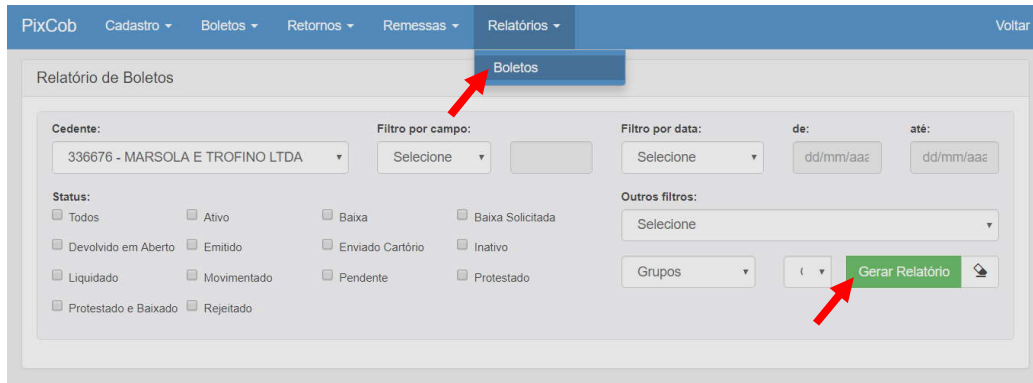 PixCob Cadastro Boletos Retornos Remessas Relatórios Voltar
Boletos
Relatório de Boletos
Cedente: Filtro por campo: Filtro por data: de: até:
336676 - MARSOLA E TROFINO LTDA Selecione Selecione dd/mm/aaa dd/mm/aaa
Status: Outros filtros:
Todos Ativo Baixa Baixa Solicitada Selecione
Devolvido em Aberto Emitido Enviado Cartório Inativo
Liquidado Movimentado Pendente Protestado Grupos Gerar Relatório
Protestado e Baixado Rejeitado